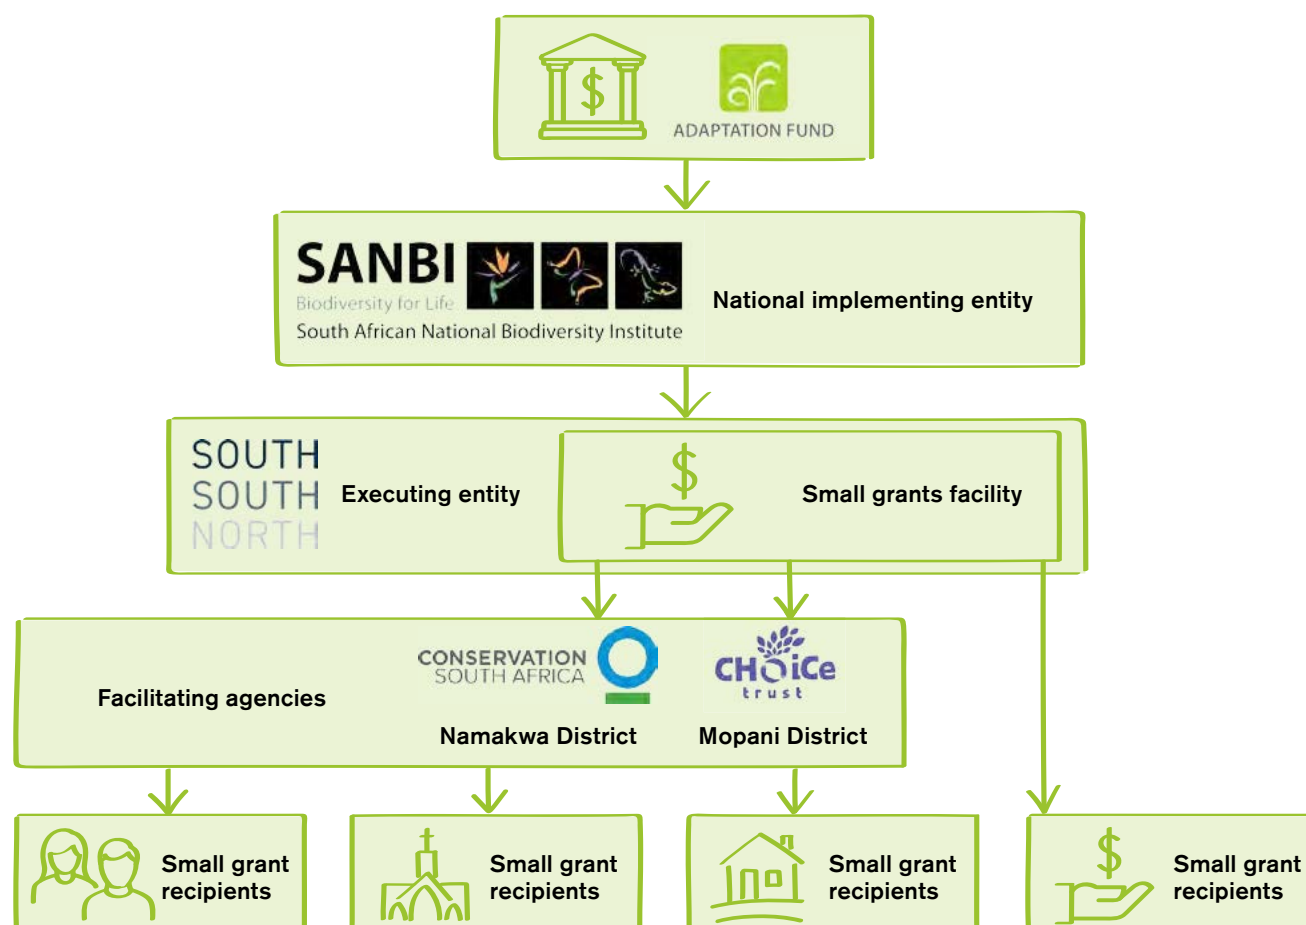 ADAPTATION FUND
SANBI
Biodiversity for Life
South African National Biodiversity Institute
National implementing entity
SOUTH
SOUTH
NORTH
Executing entity
$
Small grants facility
Facilitating agencies
CONSERVATION
SOUTH AFRICA
Namakwa District
CHOiCe
trust
Mopani District
Small grant
recipients
Small grant
recipients
Small grant
recipients
$
Small grant
recipients